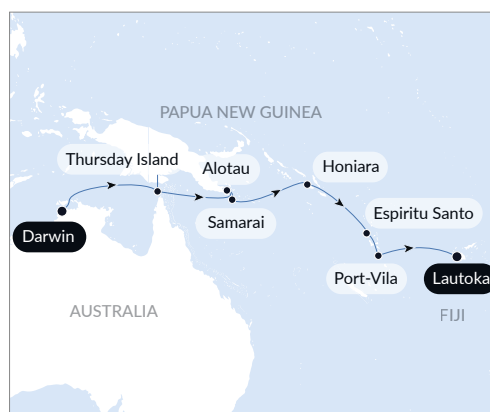 PAPUA NEW GUINEA
Thursday Island
Alotau
Honiara
Samarai
Espiritu Santo
Darwin
Port-Vila
Lautoka
AUSTRALIA
FIJI